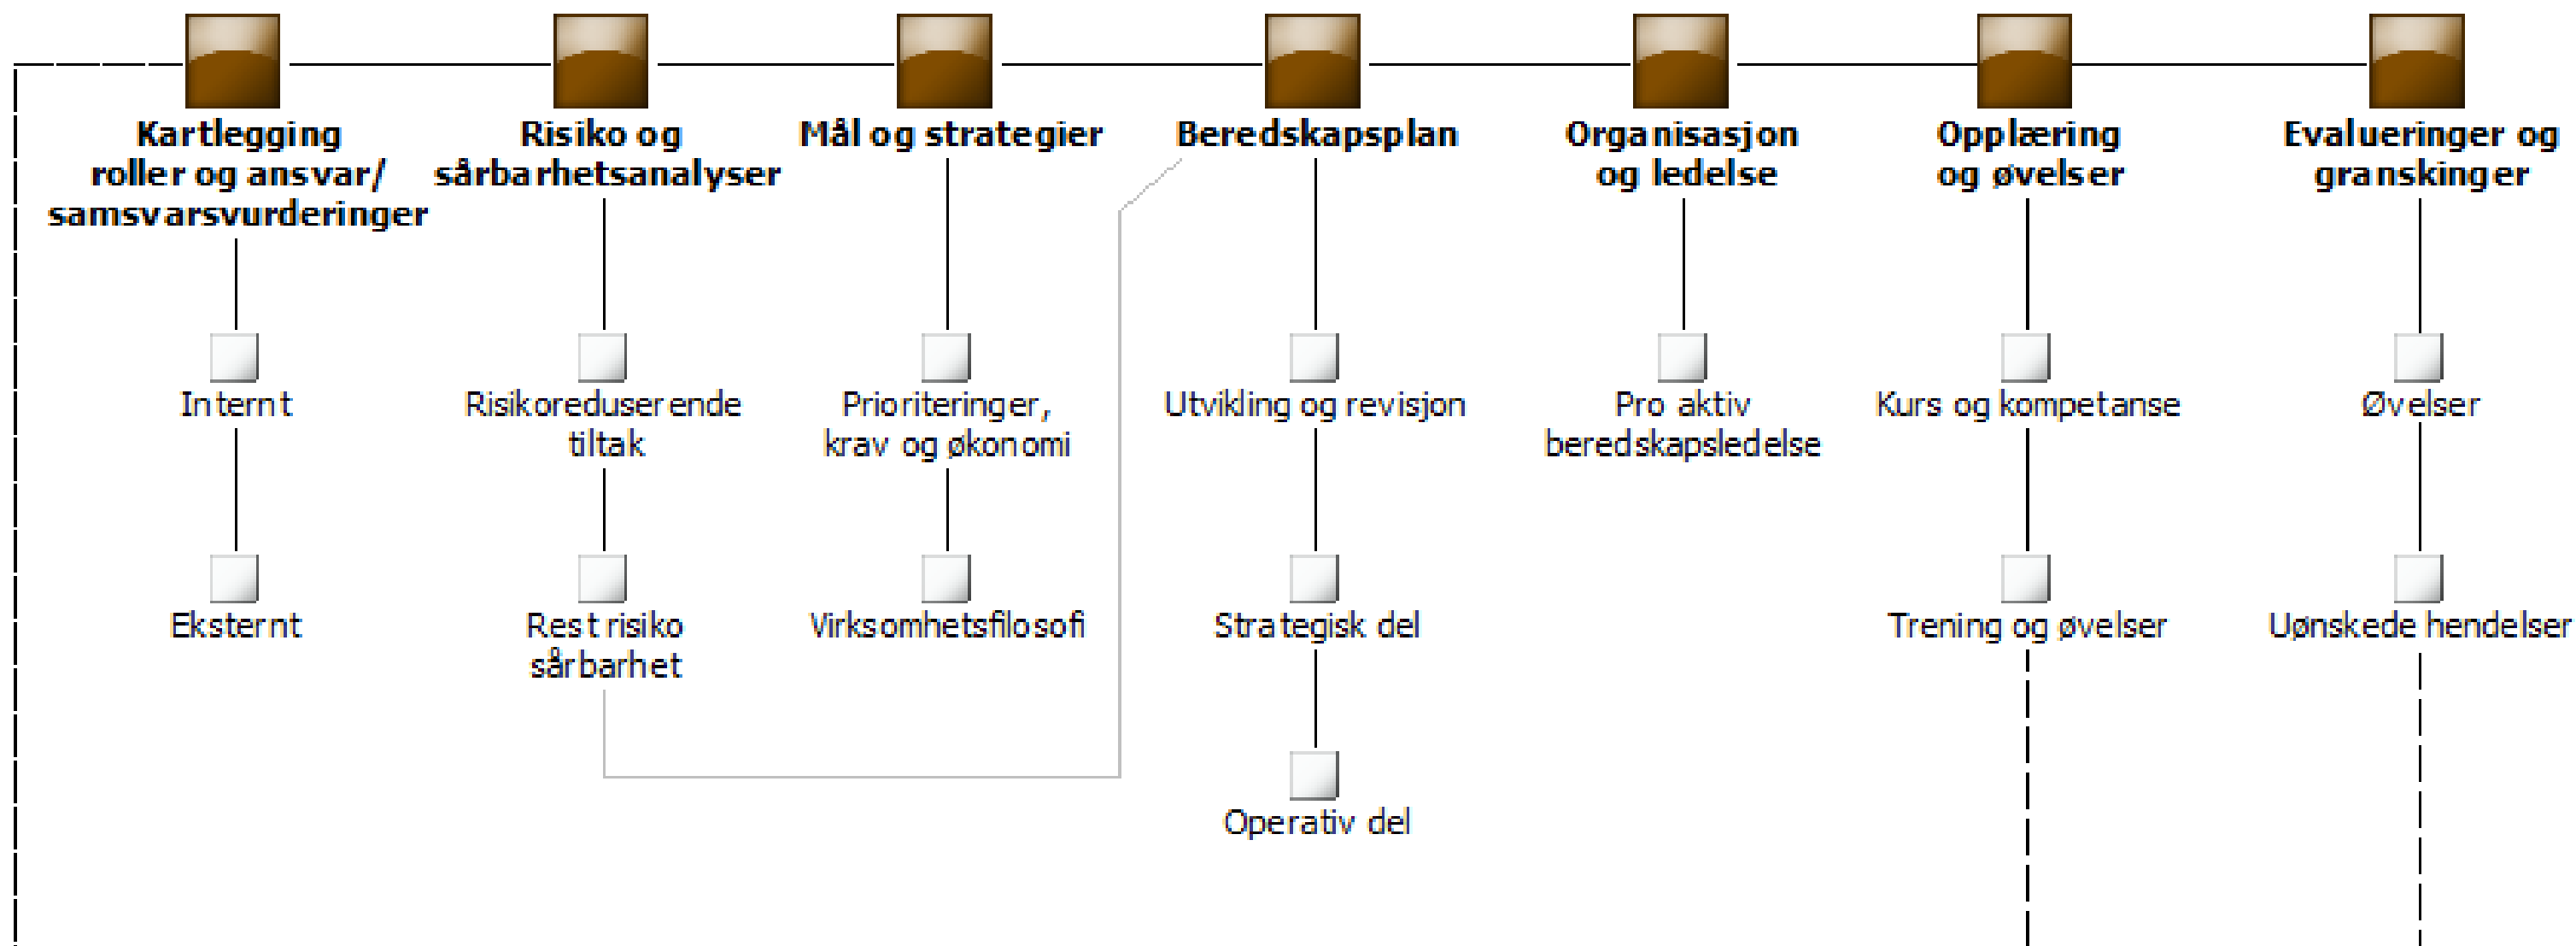 Kartlegging
roller og ansvar/
samsvarsvurderinger
Risiko og
sårbarhetsanalyser
Mål og strategier
Beredskapsplan
Organisasjon
og ledelse
Opplæring
og øvelser
Evalueringer og
granskinger
Internt
Eksternt
Risikoreduserende
tiltak
Rest risiko
sårbarhet
Prioriteringer,
krav og økonomi
Virksomhetsfilosofi
Utvikling og revisjon
Strategisk del
Operativ del
Pro aktiv
beredskapsledelse
Kurs og kompetanse
Trening og øvelser
Øvelser
Uønskede hendelser